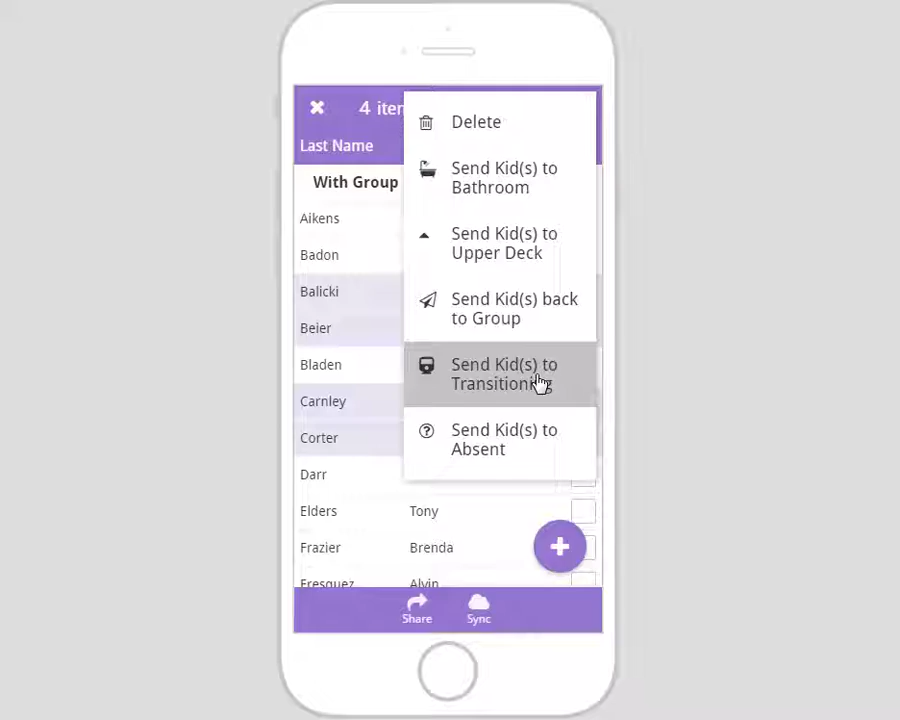 4 iter
Last Name
Delete
With Group
Send Kid(s) to
Bathroom
Aikens
Badon
Send Kid(s) to
Upper Deck
Balicki
Beier
Send Kid(s) back
to Group
Bladen
Send Kid(s) to
Transitioning
Carnley
Corter
Send Kid(s) to
Absent
Darr
Elders Tony
Frazier Brenda
Fresquez Alvin
Share Sync